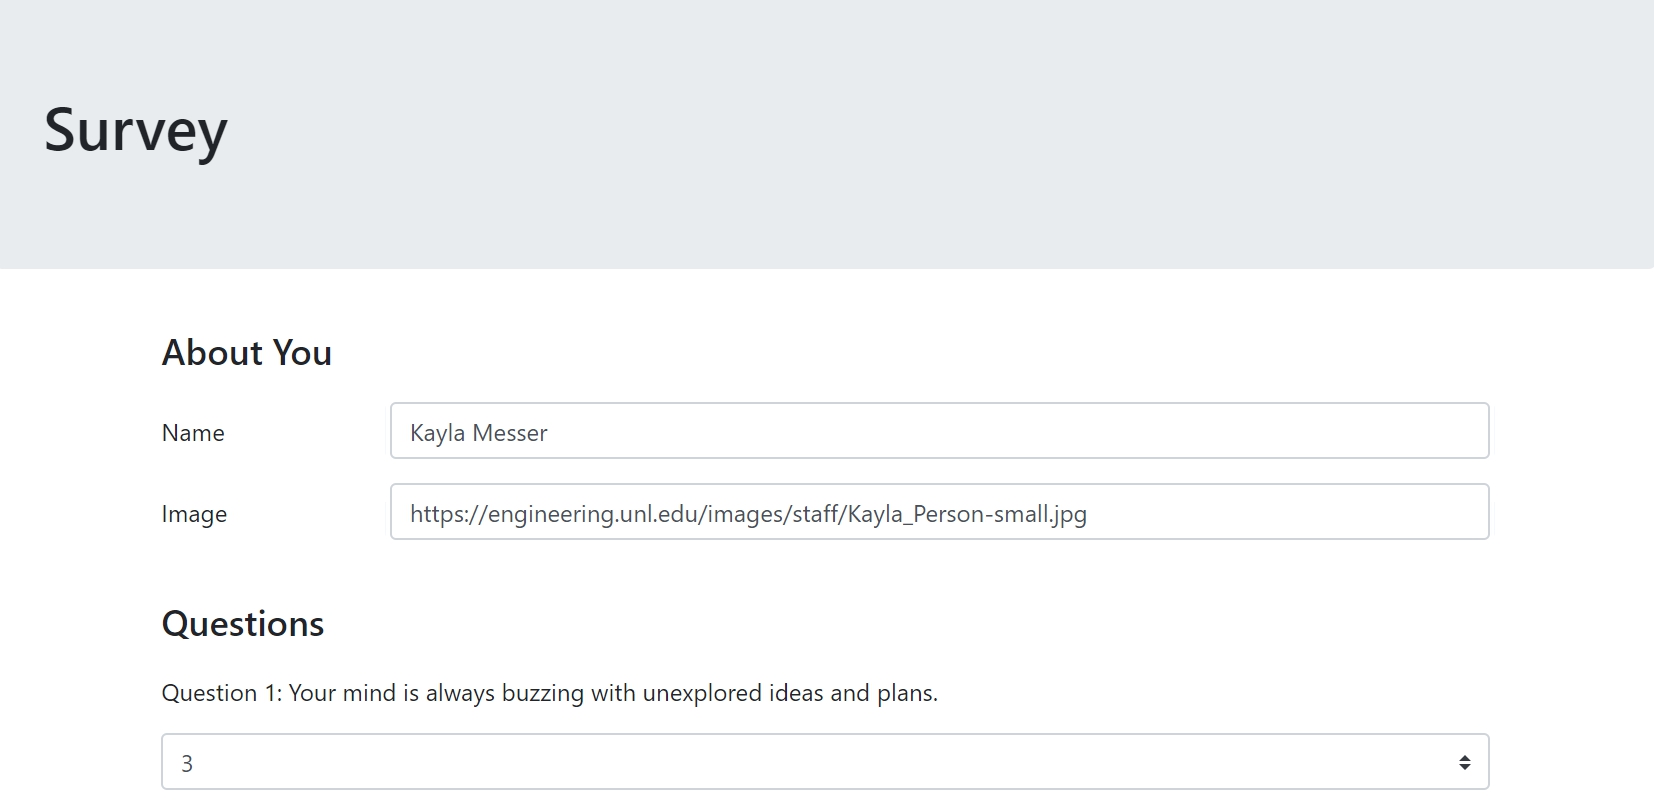 Survey
About You
Name
Kayla Messer
Image
https://engineering.unl.edu/images/staff/Kayla_Person-small.jpg
Questions
Question 1: Your mind is always buzzing with unexplored ideas and plans.
3